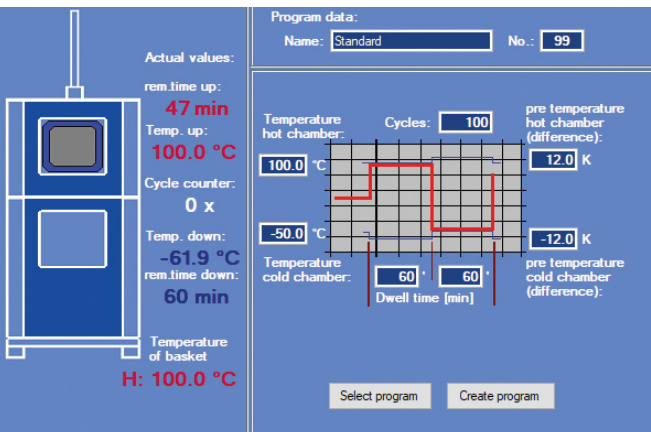 Actual values:
rem.time up:
47 min
Temp. up:
100.0 °C
Cycle counter:
0 x
Temp. down:
-61.9 °C
rem.time down:
60 min
Temperature
of basket
H: 100.0 °C
Program data:
Name: Standard No.: 99
Temperature
hot chamber:
Cycles: 100
pre temperature
hot chamber
(difference):
100.0 °C
12.0 K
-50.0 °C
-12.0 K
Temperature
cold chamber:
60 ' 60 '
Dwell time [min]
pre temperature
cold chamber
(difference):
Select program Create program